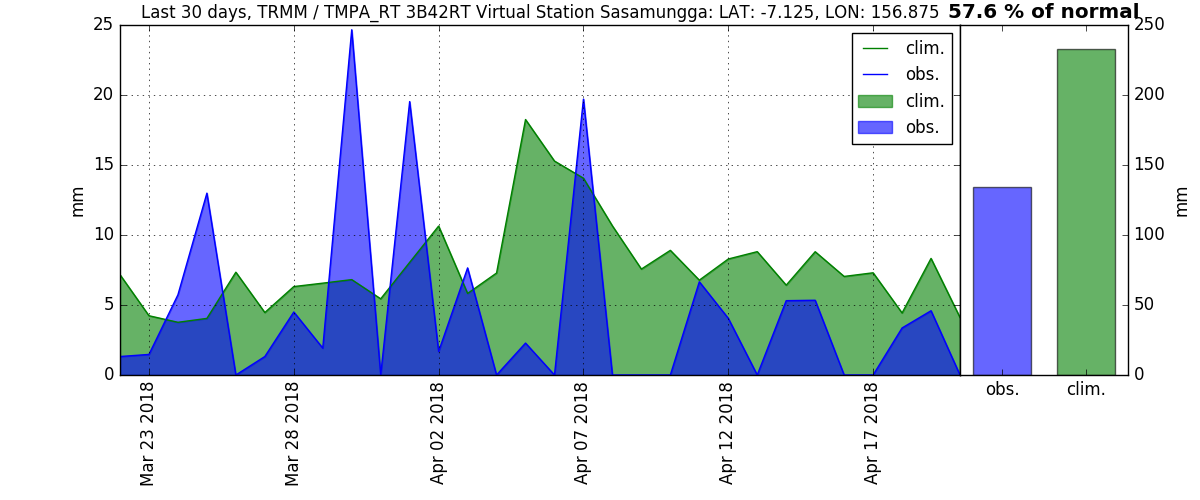 Last 30 days, TRMM / TMPA_RT 3B42RT Virtual Station Sasamungga: LAT: -7.125, LON: 156.875
57.6 % of normal
25
20
15
10
5
0
mm
clim.
obs.
clim.
obs.
Mar 23 2018
Mar 28 2018
Apr 02 2018
Apr 07 2018
Apr 12 2018
Apr 17 2018
250
200
150
100
50
0
mm
obs.
clim.